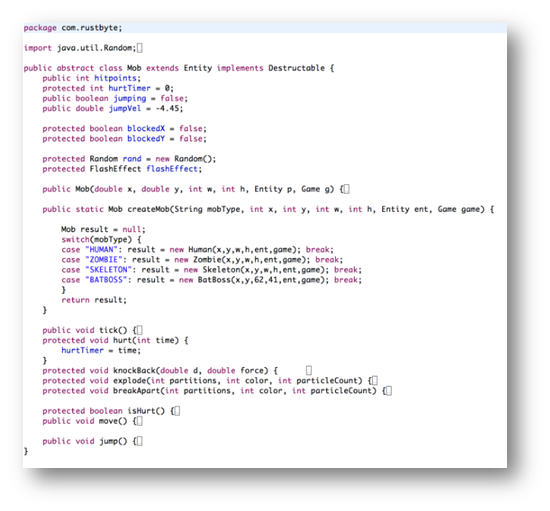 package com.rustbyte;
import java.util.Random;
public abstract class Mob extends Entity implements Destructable {
public int hitpoints;
protected int hurtTimer = 0;
public boolean jumping = false;
public double jumpVel = -4.45;
protected boolean blockedX = false;
protected boolean blockedY = false;
protected Random rand = new Random();
protected FlashEffect flashEffect;
public Mob(double x, double y, int w, int h, Entity p, Game g) {
public static Mob createMob(String mobType, int x, int y, int w, int h, Entity ent, Game game) {
Mob result = null;
switch(mobType) {
case "HUMAN": result = new Human(x,y,w,h,ent,game); break;
case "ZOMBIE": result = new Zombie(x,y,w,h,ent,game); break;
case "SKELETON": result = new Skeleton(x,y,w,h,ent,game); break;
case "BATBOSS": result = new BatBoss(x,y,62,41,ent,game); break;
}
return result;
}
public void tick() {
protected void hurt(int time) {
hurtTimer = time;
}
protected void knockBack(double d, double force) {
protected void explode(int partitions, int color, int particleCount) {
protected void breakApart(int partitions, int color, int particleCount) {
protected boolean isHurt() {
public void move() {
public void jump() {
}